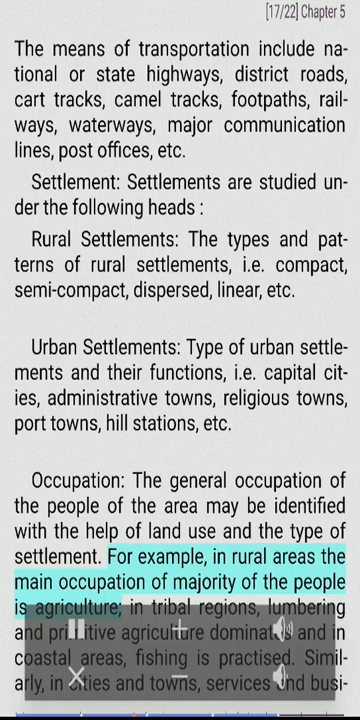 [17/22] Chapter 5
The means of transportation include na-
tional or state highways, district roads,
cart tracks, camel tracks, footpaths, rail-
ways, waterways, major communication
lines, post offices, etc.
Settlement: Settlements are studied un-
der the following heads :
Rural Settlements: The types and pat-
terns of rural settlements, i.e. compact,
semi-compact, dispersed, linear, etc.
Urban Settlements: Type of urban settle-
ments and their functions, i.e. capital cit-
ies, administrative towns, religious towns,
port towns, hill stations, etc.
Occupation: The general occupation of
the people of the area may be identified
with the help of land use and the type of
settlement. For example, in rural areas the
main occupation of majority of the people
is agriculture; in tribal regions, lumbering
and primitive agriculture dominates and in
coastal areas, fishing is practised. Simil-
arly, in cities and towns, services and busi-